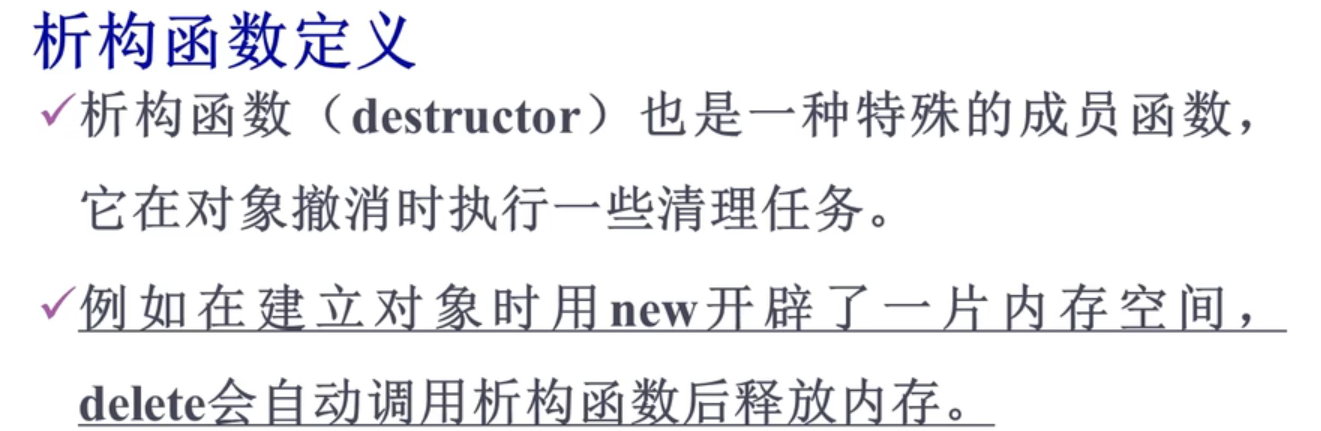 析构函数定义
✓析构函数（destructor）也是一种特殊的成员函数，
它在对象撤消时执行一些清理任务。
✓例如在建立对象时用new开辟了一片内存空间，
delete会自动调用析构函数后释放内存。